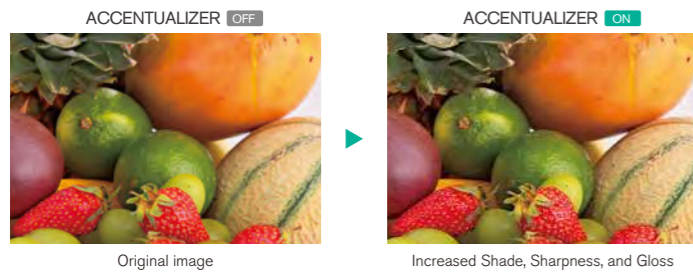 ACCENTUALIZER OFF
ACCENTUALIZER ON
Original image
Increased Shade, Sharpness, and Gloss